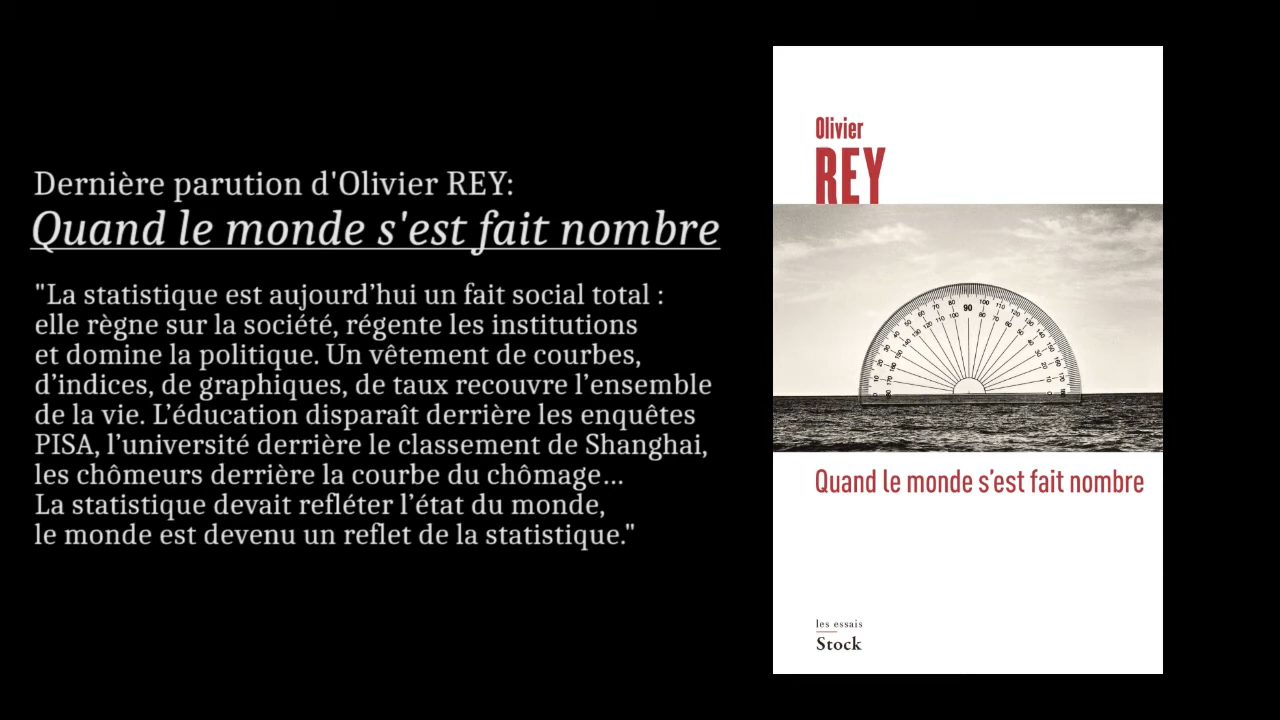 Dernière parution d'Olivier REY:
Quand le monde s'est fait nombre
"La statistique est aujourd’hui un fait social total :
elle règne sur la société, régente les institutions
et domine la politique. Un vêtement de courbes,
d’indices, de graphiques, de taux recouvre l’ensemble
de la vie. L’éducation disparaît derrière les enquêtes
PISA, l’université derrière le classement de Shanghai,
les chômeurs derrière la courbe du chômage…
La statistique devait refléter l’état du monde,
le monde est devenu un reflet de la statistique."
Olivier
REY
Quand le monde s’est fait nombre
les essais
Stock